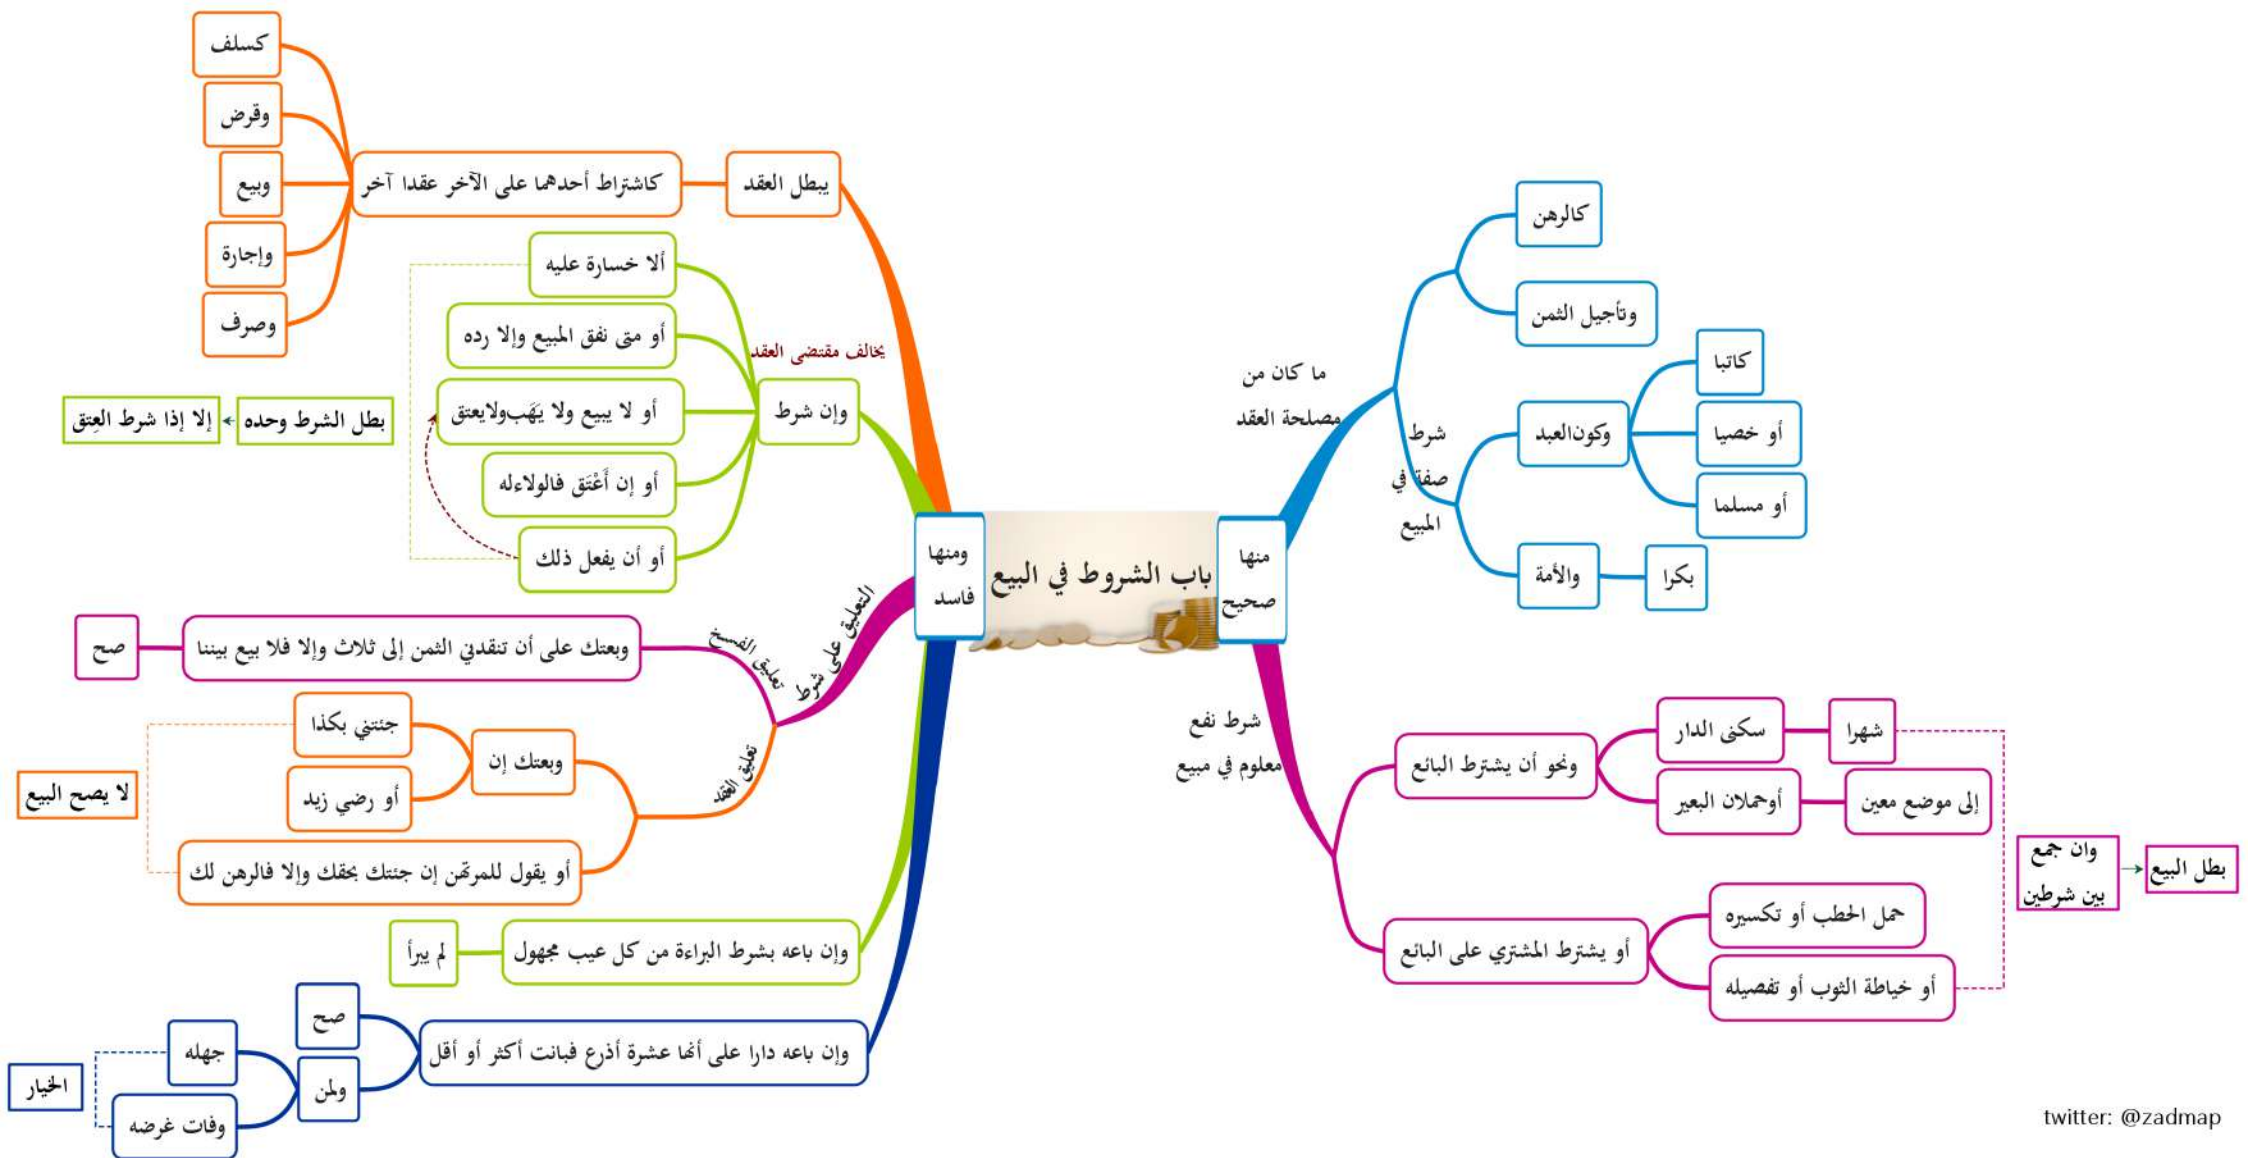 باب الشروط في البيع
منها
صحيح
ما كان من
مصلحة العقد
كالرهن
وتأجيل الثمن
شرط
صفة في
المبيع
وكون العبد
كاتبا
أو خصيا
أو مسلما
والأمة
بكرا
شرط نفع
معلوم في مبيع
ونحو أن يشترط البائع
سكنى الدار
شهرا
أوحملان البعير
إلى موضع معين
أو يشترط المشتري على البائع
حمل الحطب أو تكسيره
أو خياطة الثوب أو تفصيله
وان جمع
بين شرطين
بطل البيع
ومنها
فاسد
يبطل العقد
كاشتراط أحدهما على الآخر عقدا آخر
كسلف
وقرض
وبيع
وإجارة
وصرف
يخالف مقتضى العقد
وإن شرط
ألا خسارة عليه
أو متى نفق المبيع وإلا رده
أو لا يبيع ولا يَهَب ولا يعتق
أو إن أَعْتَق فالولاء له
أو أن يفعل ذلك
بطل الشرط وحده
إلا إذا شرط العِتق
التعليق على شرط
تعليق الفسخ
وبعتك على أن تنقدني الثمن إلى ثلاث وإلا فلا بيع بيننا
صح
تعليق العقد
وبعتك إن
جئتني بكذا
أو رضي زيد
أو يقول للمرتهن إن جئتك بحقك وإلا فالرهن لك
لا يصح البيع
وإن باعه بشرط البراءة من كل عيب مجهول
لم يبرأ
وإن باعه دارا على أنها عشرة أذرع فبانت أكثر أو أقل
صح
ولمن
جهله
وفات غرضه
الخيار
twitter: @zadmap